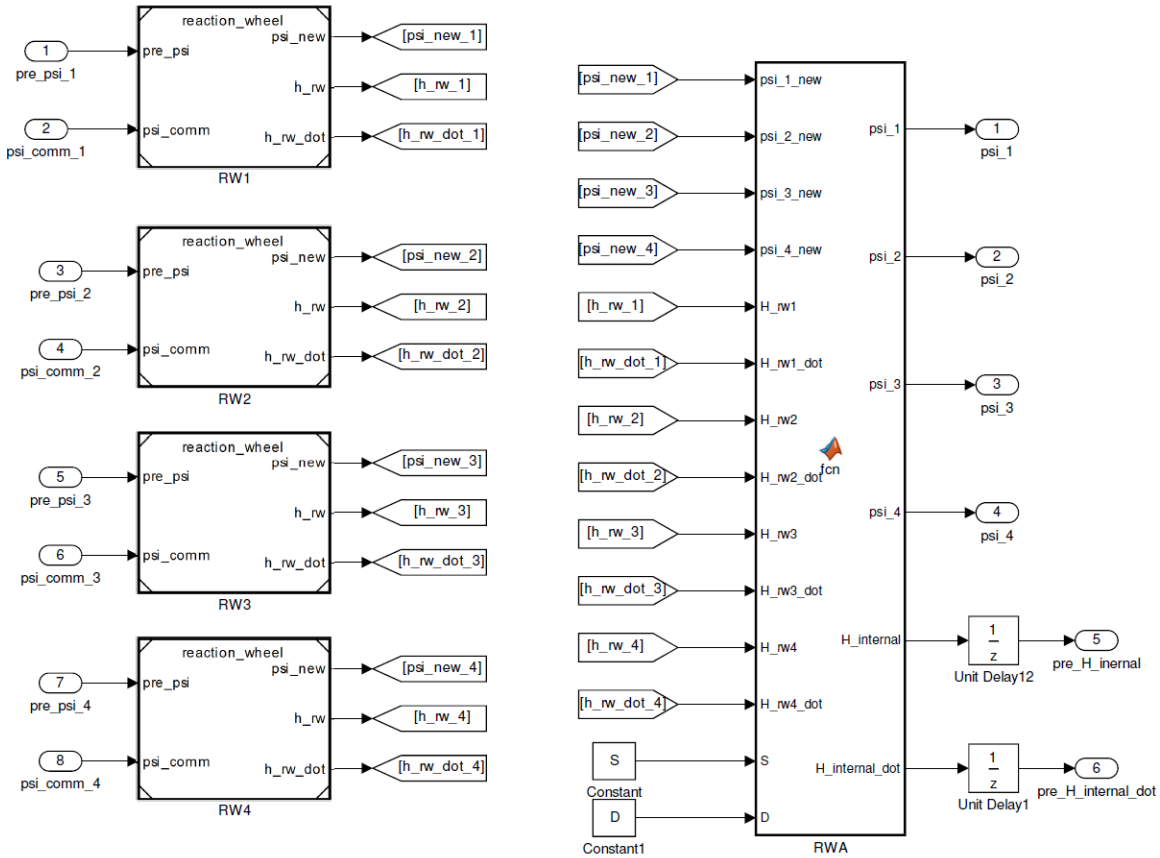 reaction_wheel
psi_new
[psi_new_1]
1
pre_psi
pre_psi_1
h_rw
[h_rw_1]
2
psi_comm
psi_comm_1
h_rw_dot
[h_rw_dot_1]
RW1
reaction_wheel
psi_new
[psi_new_2]
3
pre_psi
pre_psi_2
h_rw
[h_rw_2]
4
psi_comm
psi_comm_2
h_rw_dot
[h_rw_dot_2]
RW2
reaction_wheel
psi_new
[psi_new_3]
5
pre_psi
pre_psi_3
h_rw
[h_rw_3]
6
psi_comm
psi_comm_3
h_rw_dot
[h_rw_dot_3]
RW3
reaction_wheel
psi_new
[psi_new_4]
7
pre_psi
pre_psi_4
h_rw
[h_rw_4]
8
psi_comm
psi_comm_4
h_rw_dot
[h_rw_dot_4]
RW4
[psi_new_1]
psi_1_new
[psi_new_2]
psi_2_new
[psi_new_3]
psi_3_new
[psi_new_4]
psi_4_new
[h_rw_1]
H_rw1
[h_rw_dot_1]
H_rw1_dot
[h_rw_2]
H_rw2
[h_rw_dot_2]
H_rw2_dot
[h_rw_3]
H_rw3
[h_rw_dot_3]
H_rw3_dot
[h_rw_4]
H_rw4
[h_rw_dot_4]
H_rw4_dot
S
S
Constant
D
D
Constant1
fcn
RWA
psi_1
1
psi_1
psi_2
2
psi_2
psi_3
3
psi_3
psi_4
4
psi_4
H_internal
1
z
Unit Delay12
5
pre_H_inernal
H_internal_dot
1
z
Unit Delay1
6
pre_H_internal_dot